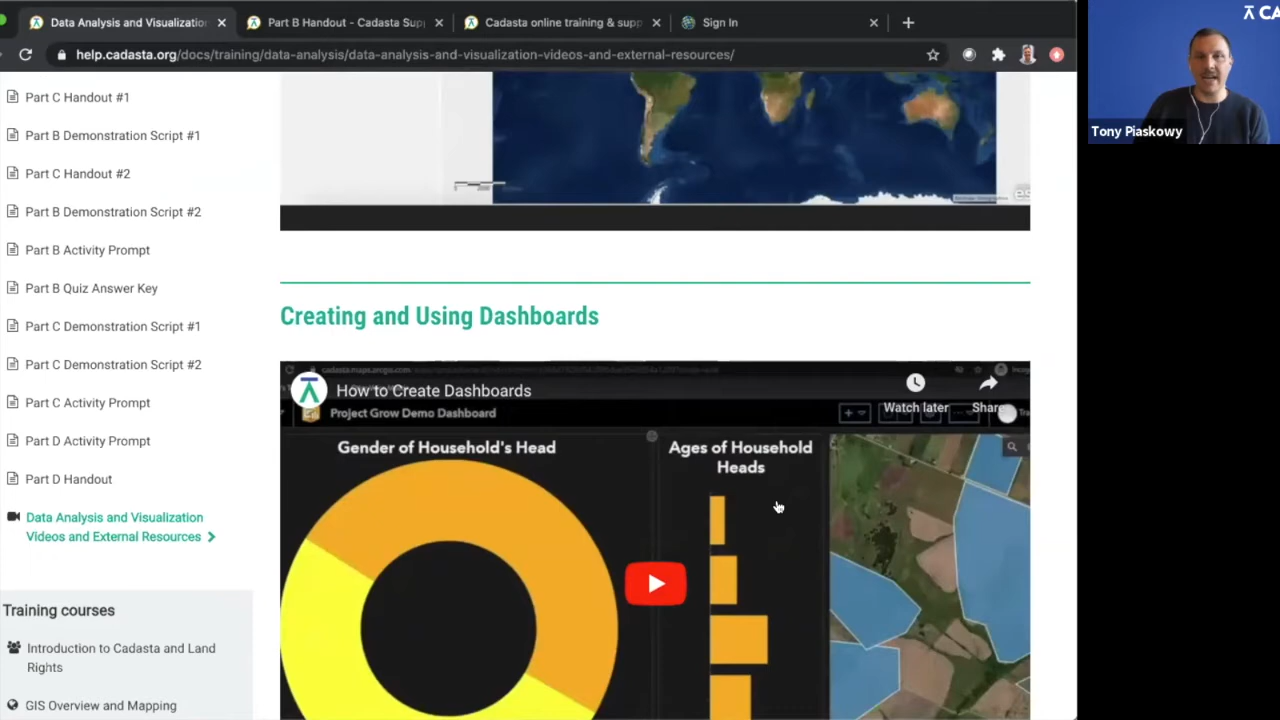 Data Analysis and Visualizatio
Part B Handout - Cadasta Sup
Cadasta online training & supp
Sign In
help.cadasta.org/docs/training/data-analysis/data-analysis-and-visualization-videos-and-external-resources/
CA
Tony Piaskowy
Part C Handout #1
Part B Demonstration Script #1
Part C Handout #2
Part B Demonstration Script #2
Part B Activity Prompt
Part B Quiz Answer Key
Part C Demonstration Script #1
Part C Demonstration Script #2
Part C Activity Prompt
Part D Activity Prompt
Part D Handout
Data Analysis and Visualization
Videos and External Resources
Training courses
Introduction to Cadasta and Land
Rights
GIS Overview and Mapping
es
Creating and Using Dashboards
How to Create Dashboards
Watch later
Share
Project Grow Demo Dashboard
Gender of Household's Head
Ages of Household
Heads